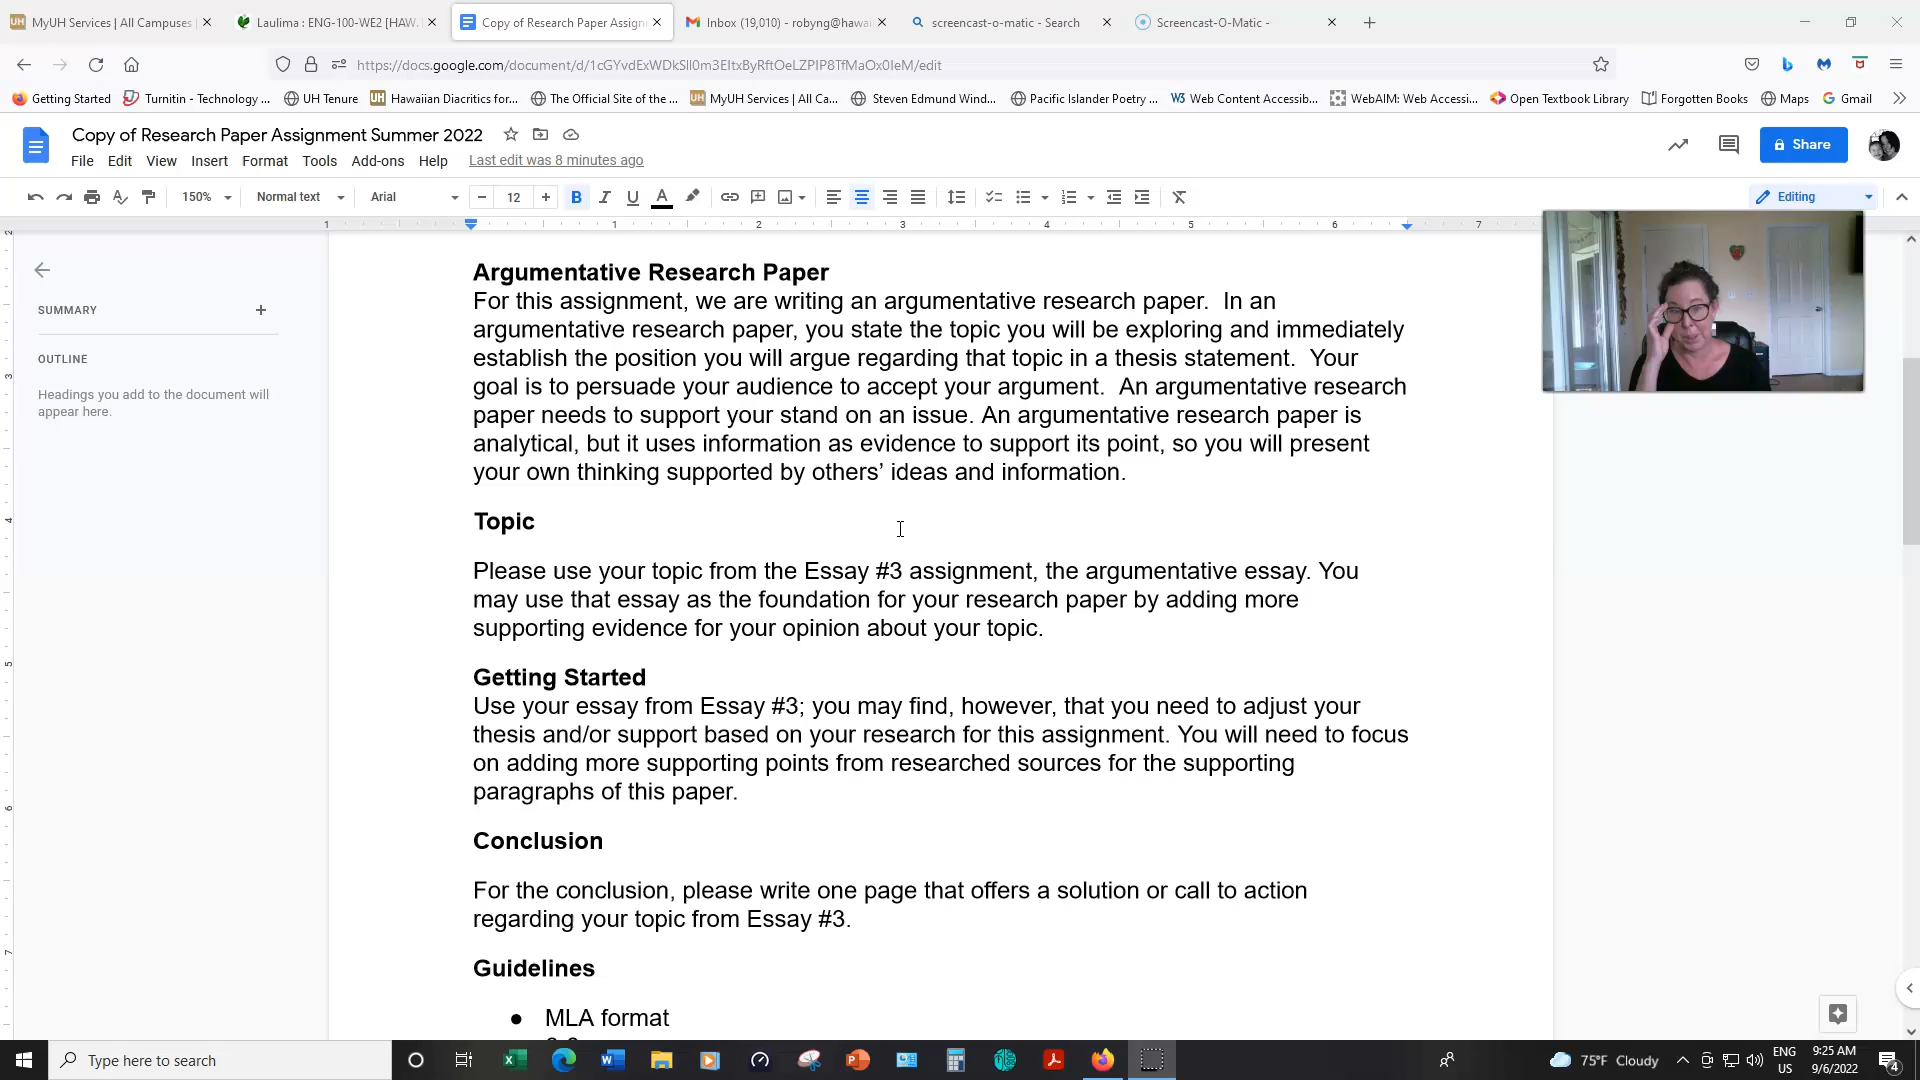 MyUH Services | All Campuses
Laulima : ENG-100-WE2 [HAW.
Copy of Research Paper Assignm
Inbox (19,010) - robyng@hawai
screencast-o-matic - Search
Screencast-O-Matic -
https://docs.google.com/document/d/
/edit
Getting Started
Turnitin - Technology ...
UH Tenure
Hawaiian Diacritics for...
The Official Site of the ...
MyUH Services | All Ca...
Steven Edmund Wind...
Pacific Islander Poetry ...
Web Content Accessib...
WebAIM: Web Accessi...
Open Textbook Library
Forgotten Books
Maps
Gmail
Copy of Research Paper Assignment Summer 2022
File Edit View Insert Format Tools Add-ons Help Last edit was 8 minutes ago
Share
150% Normal text Arial 12 B I U A
Editing
1 1 2 3 4 5 6 7
SUMMARY
OUTLINE
Headings you add to the document will
appear here.
Argumentative Research Paper
For this assignment, we are writing an argumentative research paper. In an
argumentative research paper, you state the topic you will be exploring and immediately
establish the position you will argue regarding that topic in a thesis statement. Your
goal is to persuade your audience to accept your argument. An argumentative research
paper needs to support your stand on an issue. An argumentative research paper is
analytical, but it uses information as evidence to support its point, so you will present
your own thinking supported by others’ ideas and information.
Topic
Please use your topic from the Essay #3 assignment, the argumentative essay. You
may use that essay as the foundation for your research paper by adding more
supporting evidence for your opinion about your topic.
Getting Started
Use your essay from Essay #3; you may find, however, that you need to adjust your
thesis and/or support based on your research for this assignment. You will need to focus
on adding more supporting points from researched sources for the supporting
paragraphs of this paper.
Conclusion
For the conclusion, please write one page that offers a solution or call to action
regarding your topic from Essay #3.
Guidelines
● MLA format
Type here to search
75°F Cloudy
ENG
US
9:25 AM
9/6/2022
4